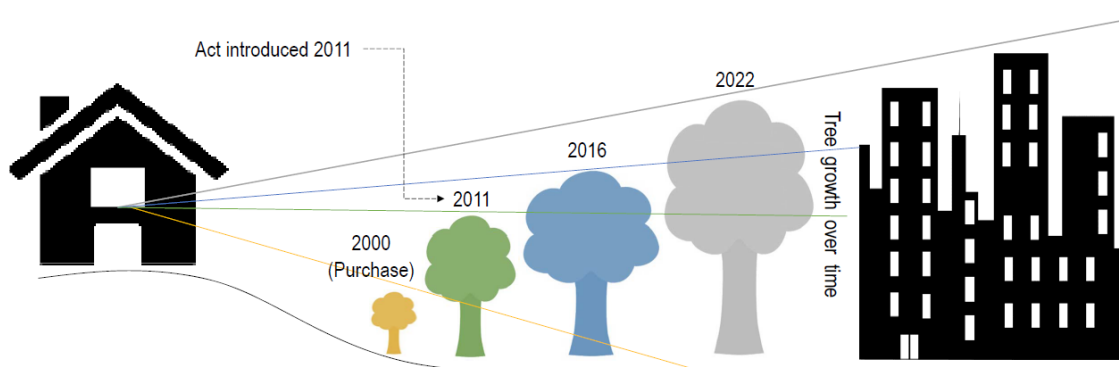 Act introduced 2011
2022
2016
2011
2000
(Purchase)
Tree growth over time